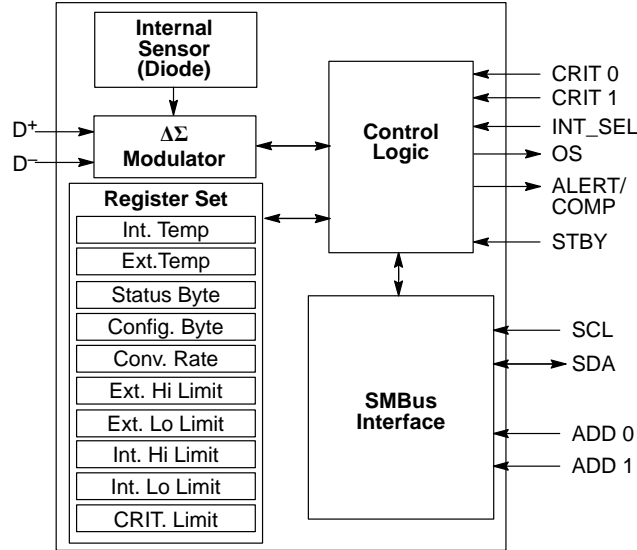 Internal
Sensor
(Diode)
D+
D–
ΔΣ
Modulator
Control
Logic
CRIT 0
CRIT 1
INT_SEL
OS
ALERT/
COMP
STBY
Register Set
Int. Temp
Ext.Temp
Status Byte
Config. Byte
Conv. Rate
Ext. Hi Limit
Ext. Lo Limit
Int. Hi Limit
Int. Lo Limit
CRIT. Limit
SMBus
Interface
SCL
SDA
ADD 0
ADD 1